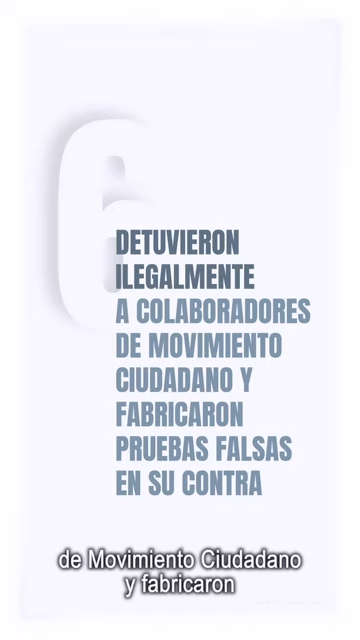 6
DETUVIERON
ILEGALMENTE
A COLABORADORES
DE MOVIMIENTO
CIUDADANO Y
FABRICARON
PRUEBAS FALSAS
EN SU CONTRA
de Movimiento Ciudadano
y fabricaron